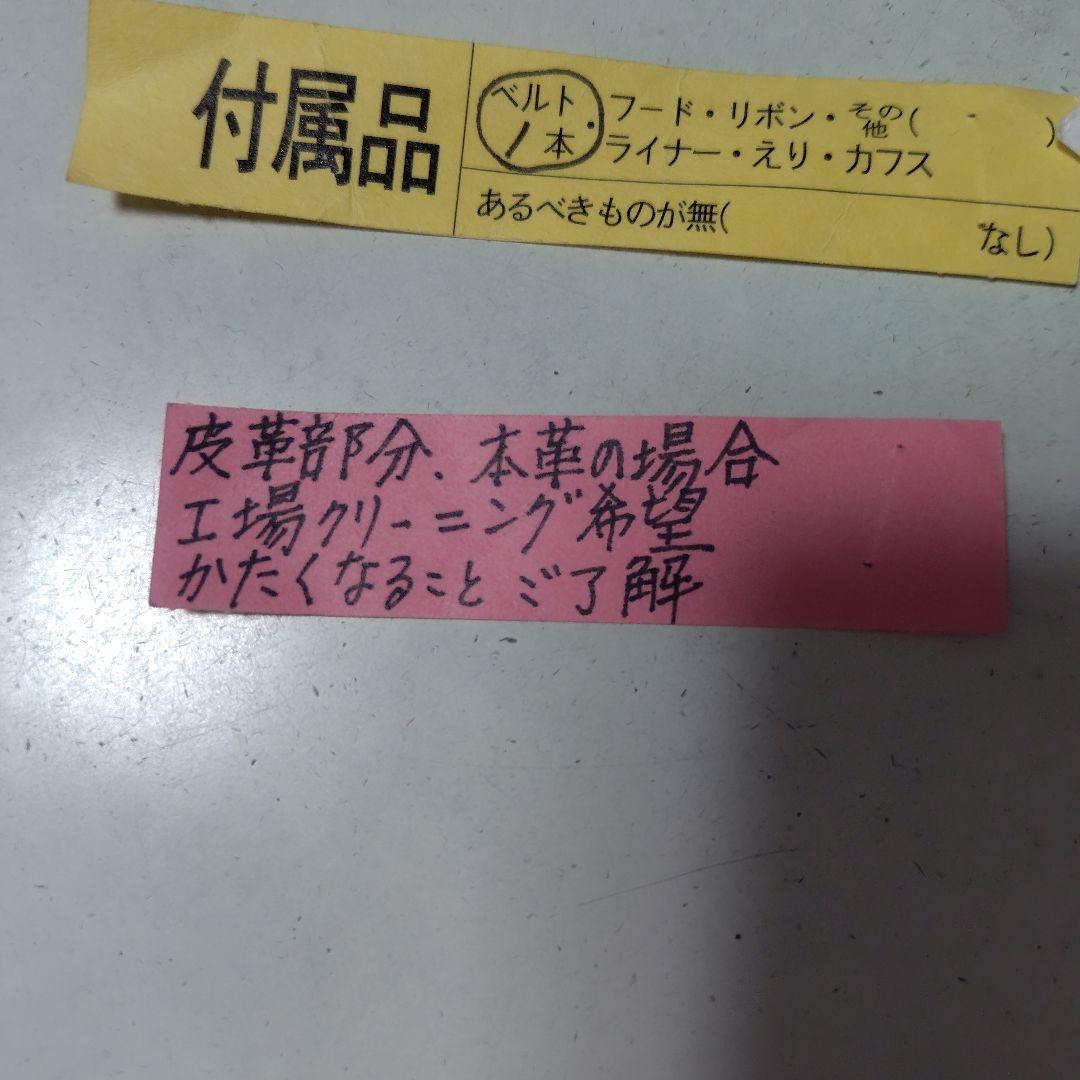 付属品
ベルト・フード・リボン・その他(　)
1本 ライナー・えり・カフス
あるべきものが無(　なし)
皮革部分、本革の場合
工場クリーニング希望
かたくなることご了解